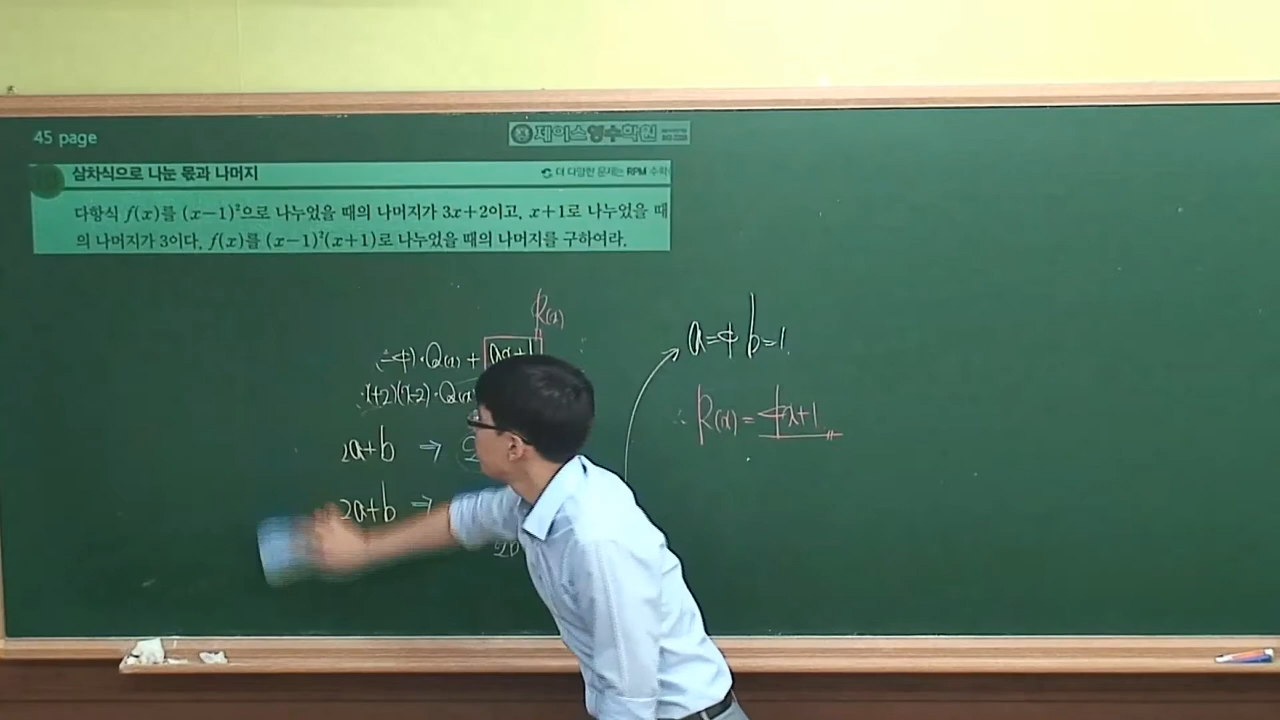 45 page
제이스영수학원
삼차식으로 나눈 몫과 나머지
더 다양한 문제는 RPM 수학
다항식 f(x)를 (x−1)²으로 나누었을 때의 나머지가 3x+2이고, x+1로 나누었을 때
의 나머지가 3이다. f(x)를 (x−1)²(x+1)로 나누었을 때의 나머지를 구하여라.
R(x)
-4)·Q(x) +
x+2)(x-2)·Q(x)
2a+b ⇒
2a+b ⇒
a=4 b=1
∴ R(x)=4x+1